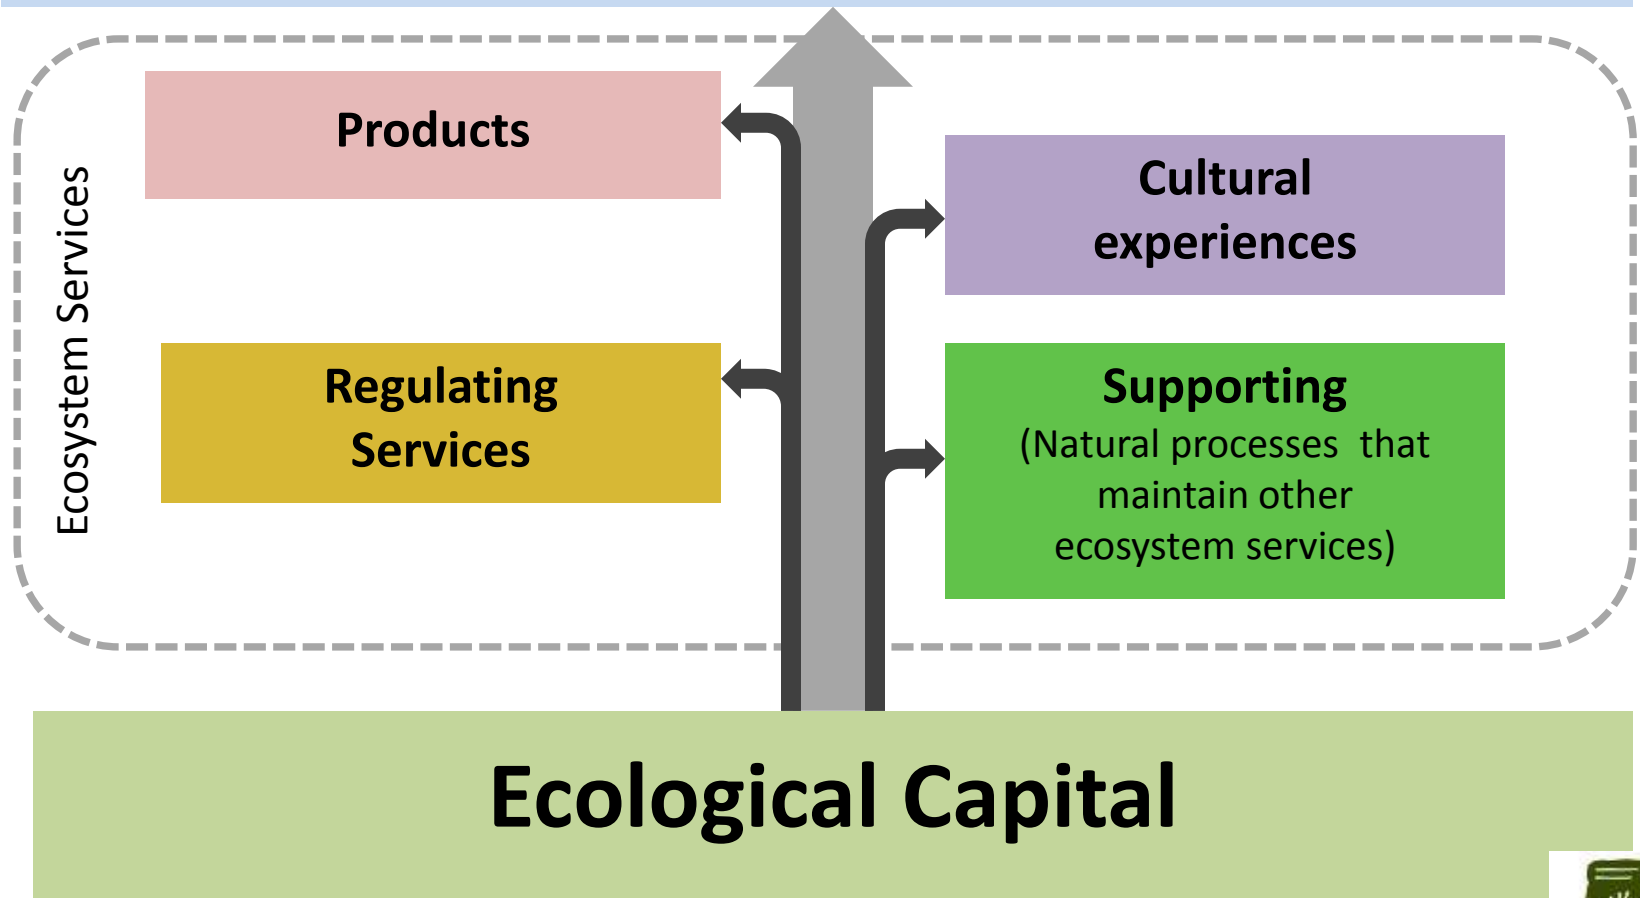 Products
Cultural
experiences
Ecosystem Services
Regulating
Services
Supporting
(Natural processes that
maintain other
ecosystem services)
Ecological Capital